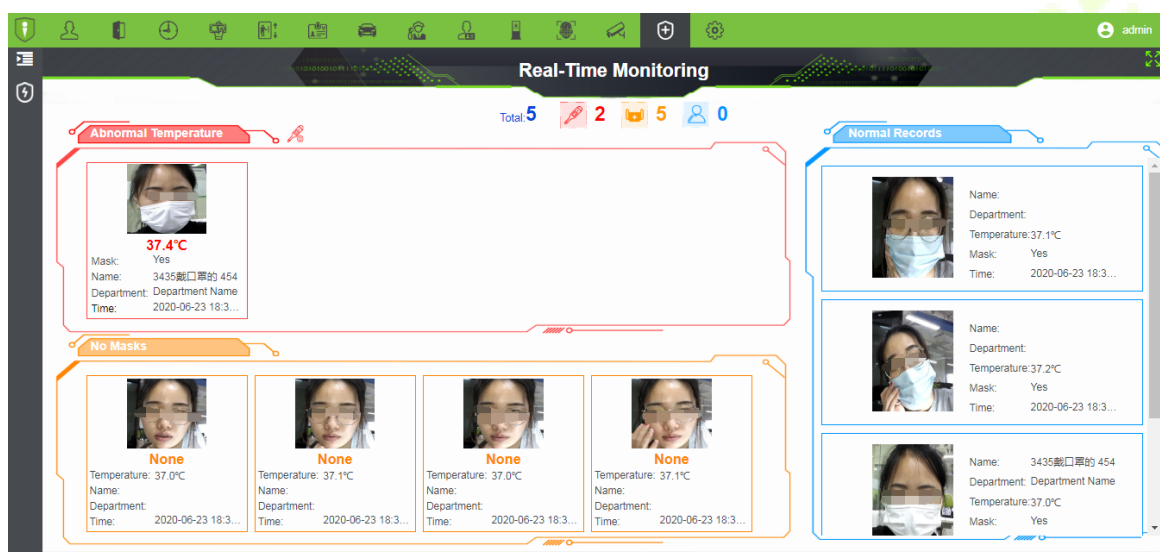 admin
Real-Time Monitoring
Total:5 2 5 0
Abnormal Temperature
37.4℃
Mask: Yes
Name: 3435戴口罩的 454
Department: Department Name
Time: 2020-06-23 18:3...
No Masks
None
Temperature: 37.0℃
Name:
Department:
Time: 2020-06-23 18:3...
None
Temperature: 37.1℃
Name:
Department:
Time: 2020-06-23 18:3...
None
Temperature: 37.0℃
Name:
Department:
Time: 2020-06-23 18:3...
None
Temperature: 37.1℃
Name:
Department:
Time: 2020-06-23 18:3...
Normal Records
Name:
Department:
Temperature:37.1℃
Mask: Yes
Time: 2020-06-23 18:3...
Name:
Department:
Temperature:37.2℃
Mask: Yes
Time: 2020-06-23 18:3...
Name: 3435戴口罩的 454
Department: Department Name
Temperature:37.0℃
Mask: Yes